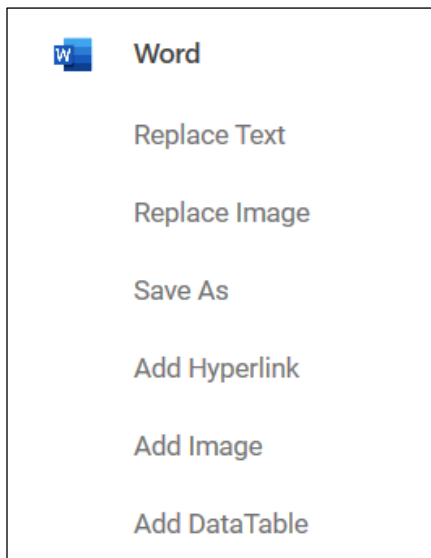 W
Word
Replace Text
Replace Image
Save As
Add Hyperlink
Add Image
Add DataTable